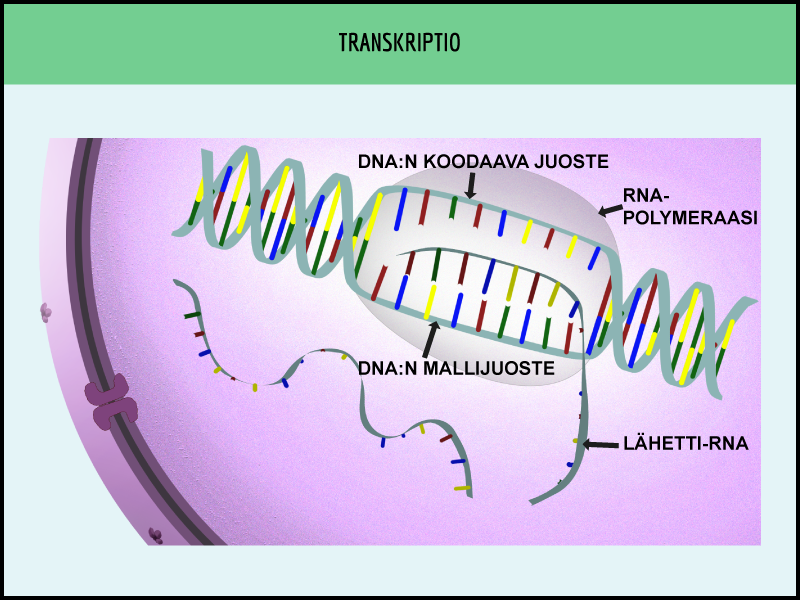 TRANSKRIPTIO
DNA:N KOODAAVA JUOSTE
RNA-
POLYMERAASI
DNA:N MALLIJUOSTE
LÄHETTI-RNA